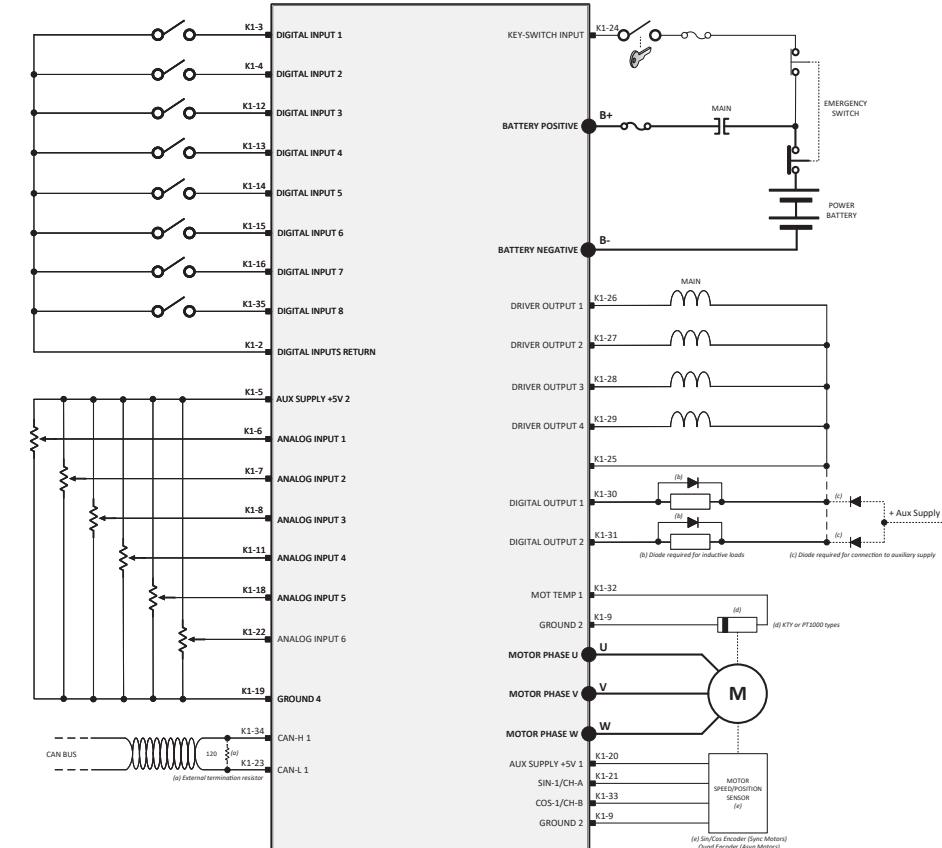 K1-3 DIGITAL INPUT 1
K1-4 DIGITAL INPUT 2
K1-12 DIGITAL INPUT 3
K1-13 DIGITAL INPUT 4
K1-14 DIGITAL INPUT 5
K1-15 DIGITAL INPUT 6
K1-16 DIGITAL INPUT 7
K1-35 DIGITAL INPUT 8
K1-2 DIGITAL INPUTS RETURN
K1-5 AUX SUPPLY +5V 2
K1-6 ANALOG INPUT 1
K1-7 ANALOG INPUT 2
K1-8 ANALOG INPUT 3
K1-11 ANALOG INPUT 4
K1-18 ANALOG INPUT 5
K1-22 ANALOG INPUT 6
K1-19 GROUND 4
K1-34 CAN-H 1
CAN BUS
120
(a)
K1-23 CAN-L 1
(a) External termination resistor
KEY-SWITCH INPUT K1-24
EMERGENCY
SWITCH
MAIN
BATTERY POSITIVE B+
POWER
BATTERY
BATTERY NEGATIVE B-
MAIN
DRIVER OUTPUT 1 K1-26
DRIVER OUTPUT 2 K1-27
DRIVER OUTPUT 3 K1-28
DRIVER OUTPUT 4 K1-29
K1-25
(b)
DIGITAL OUTPUT 1 K1-30
(c)
+ Aux Supply
(b)
DIGITAL OUTPUT 2 K1-31
(c)
(b) Diode required for inductive loads
(c) Diode required for connection to auxiliary supply
MOT TEMP 1 K1-32
(d)
GROUND 2 K1-9
(d) KTY or PT1000 types
MOTOR PHASE U U
MOTOR PHASE V V
M
MOTOR PHASE W W
AUX SUPPLY +5V 1 K1-20
SIN-1/CH-A K1-21
COS-1/CH-B K1-33
GROUND 2 K1-9
MOTOR
SPEED/POSITION
SENSOR
(e)
(e) Sin/Cos Encoder (Sync Motors)
Quad Encoder (Asyn Motors)